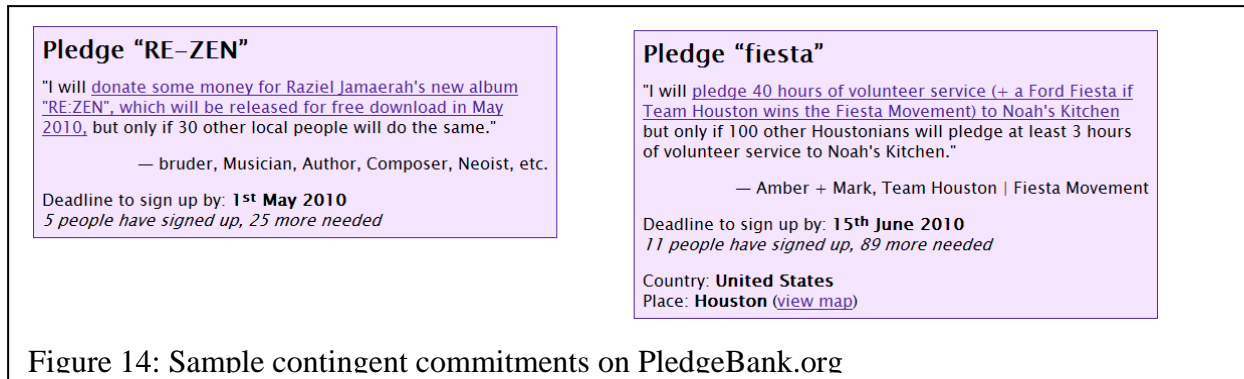 Pledge “RE-ZEN”
"I will donate some money for Raziel Jamaerah's new album
"RE:ZEN", which will be released for free download in May
2010, but only if 30 other local people will do the same."
— bruder, Musician, Author, Composer, Neoist, etc.
Deadline to sign up by: 1st May 2010
5 people have signed up, 25 more needed
Pledge “fiesta”
"I will pledge 40 hours of volunteer service (+ a Ford Fiesta if
Team Houston wins the Fiesta Movement) to Noah's Kitchen
but only if 100 other Houstonians will pledge at least 3 hours
of volunteer service to Noah's Kitchen."
— Amber + Mark, Team Houston | Fiesta Movement
Deadline to sign up by: 15th June 2010
11 people have signed up, 89 more needed
Country: United States
Place: Houston (view map)
Figure 14: Sample contingent commitments on PledgeBank.org